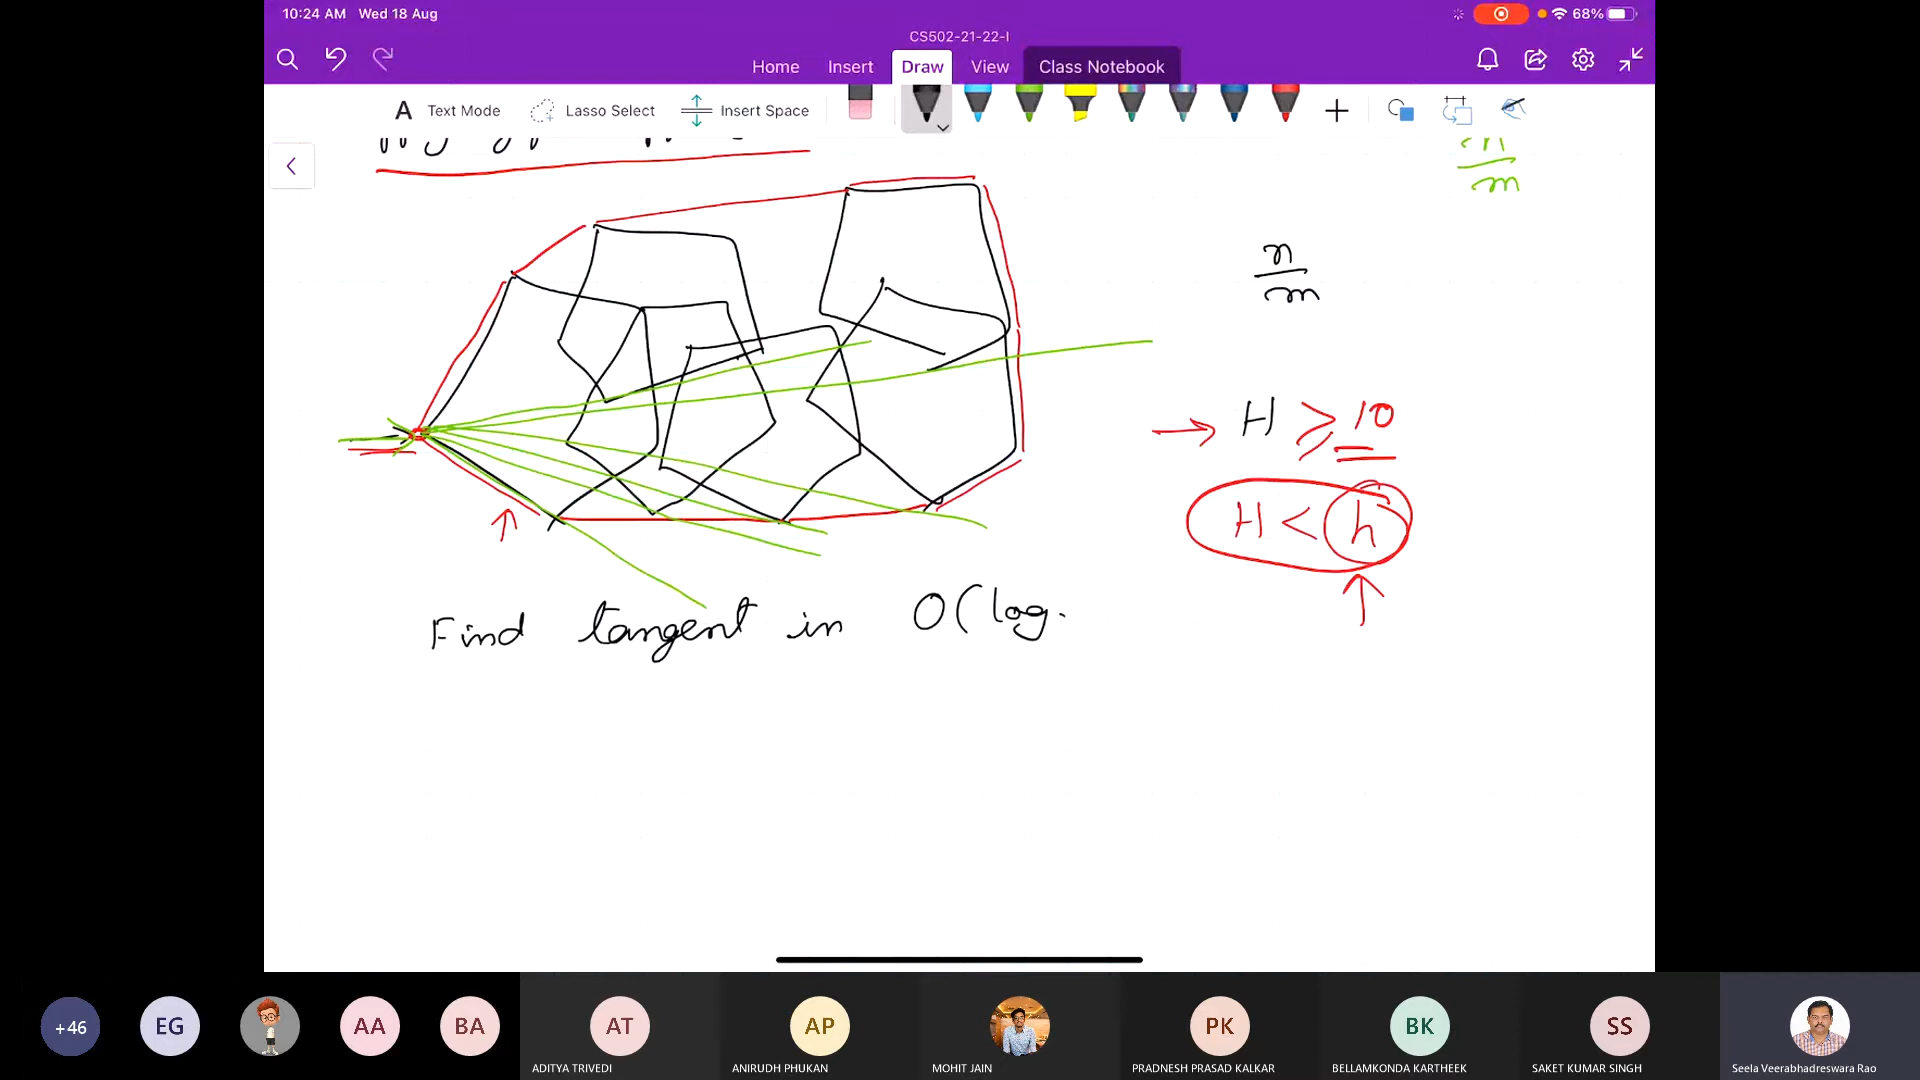 10:24 AM Wed 18 Aug
68%
CS502-21-22-I
Home Insert Draw View Class Notebook
A Text Mode Lasso Select Insert Space
n
m
n
m
→ H ≥ 10
H < h
Find tangent in O(log.
+46 EG AA BA AT AP PK BK SS
ADITYA TRIVEDI ANIRUDH PHUKAN MOHIT JAIN PRADNESH PRASAD KALKAR BELLAMKONDA KARTHEEK SAKET KUMAR SINGH Seela Veerabhadreswara Rao